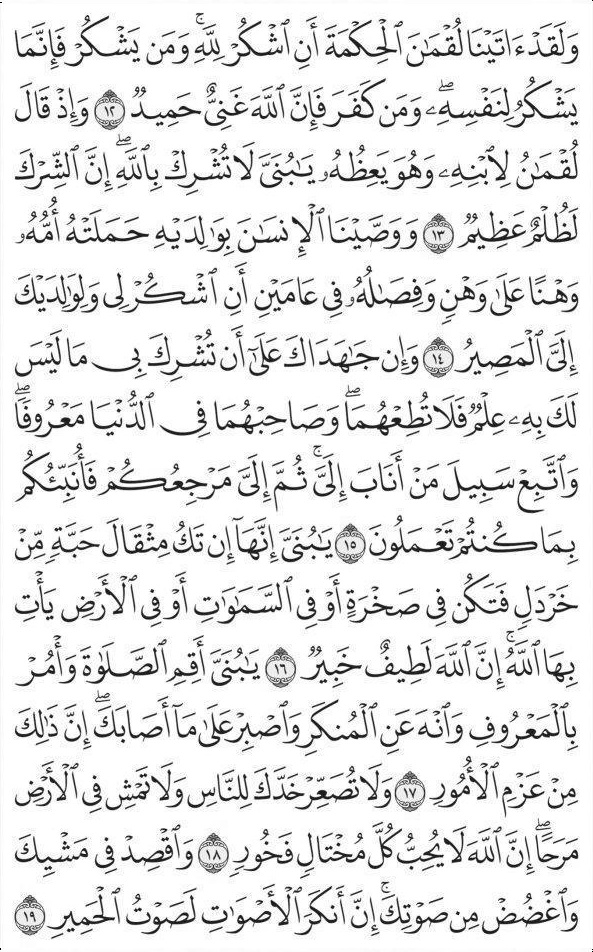 وَلَقَدْ ءَاتَيْنَا لُقْمَٰنَ ٱلْحِكْمَةَ أَنِ ٱشْكُرْ لِلَّهِ ۚ وَمَن يَشْكُرْ فَإِنَّمَا
يَشْكُرُ لِنَفْسِهِۦ ۖ وَمَن كَفَرَ فَإِنَّ ٱللَّهَ غَنِىٌّ حَمِيدٌ ١٢ وَإِذْ قَالَ
لُقْمَٰنُ لِٱبْنِهِۦ وَهُوَ يَعِظُهُۥ يَٰبُنَىَّ لَا تُشْرِكْ بِٱللَّهِ ۖ إِنَّ ٱلشِّرْكَ
لَظُلْمٌ عَظِيمٌ ١٣ وَوَصَّيْنَا ٱلْإِنسَٰنَ بِوَٰلِدَيْهِ حَمَلَتْهُ أُمُّهُۥ
وَهْنًا عَلَىٰ وَهْنٍ وَفِصَٰلُهُۥ فِى عَامَيْنِ أَنِ ٱشْكُرْ لِى وَلِوَٰلِدَيْكَ
إِلَىَّ ٱلْمَصِيرُ ١٤ وَإِن جَٰهَدَاكَ عَلَىٰٓ أَن تُشْرِكَ بِى مَا لَيْسَ
لَكَ بِهِۦ عِلْمٌ فَلَا تُطِعْهُمَا ۖ وَصَاحِبْهُمَا فِى ٱلدُّنْيَا مَعْرُوفًا ۖ
وَٱتَّبِعْ سَبِيلَ مَنْ أَنَابَ إِلَىَّ ۚ ثُمَّ إِلَىَّ مَرْجِعُكُمْ فَأُنَبِّئُكُم
بِمَا كُنتُمْ تَعْمَلُونَ ١٥ يَٰبُنَىَّ إِنَّهَآ إِن تَكُ مِثْقَالَ حَبَّةٍ مِّنْ
خَرْدَلٍ فَتَكُن فِى صَخْرَةٍ أَوْ فِى ٱلسَّمَٰوَٰتِ أَوْ فِى ٱلْأَرْضِ يَأْتِ
بِهَا ٱللَّهُ ۚ إِنَّ ٱللَّهَ لَطِيفٌ خَبِيرٌ ١٦ يَٰبُنَىَّ أَقِمِ ٱلصَّلَوٰةَ وَأْمُرْ
بِٱلْمَعْرُوفِ وَٱنْهَ عَنِ ٱلْمُنكَرِ وَٱصْبِرْ عَلَىٰ مَآ أَصَابَكَ ۖ إِنَّ ذَٰلِكَ
مِنْ عَزْمِ ٱلْأُمُورِ ١٧ وَلَا تُصَعِّرْ خَدَّكَ لِلنَّاسِ وَلَا تَمْشِ فِى ٱلْأَرْضِ
مَرَحًا ۖ إِنَّ ٱللَّهَ لَا يُحِبُّ كُلَّ مُخْتَالٍ فَخُورٍ ١٨ وَٱقْصِدْ فِى مَشْيِكَ
وَٱغْضُضْ مِن صَوْتِكَ ۚ إِنَّ أَنكَرَ ٱلْأَصْوَٰتِ لَصَوْتُ ٱلْحَمِيرِ ١٩